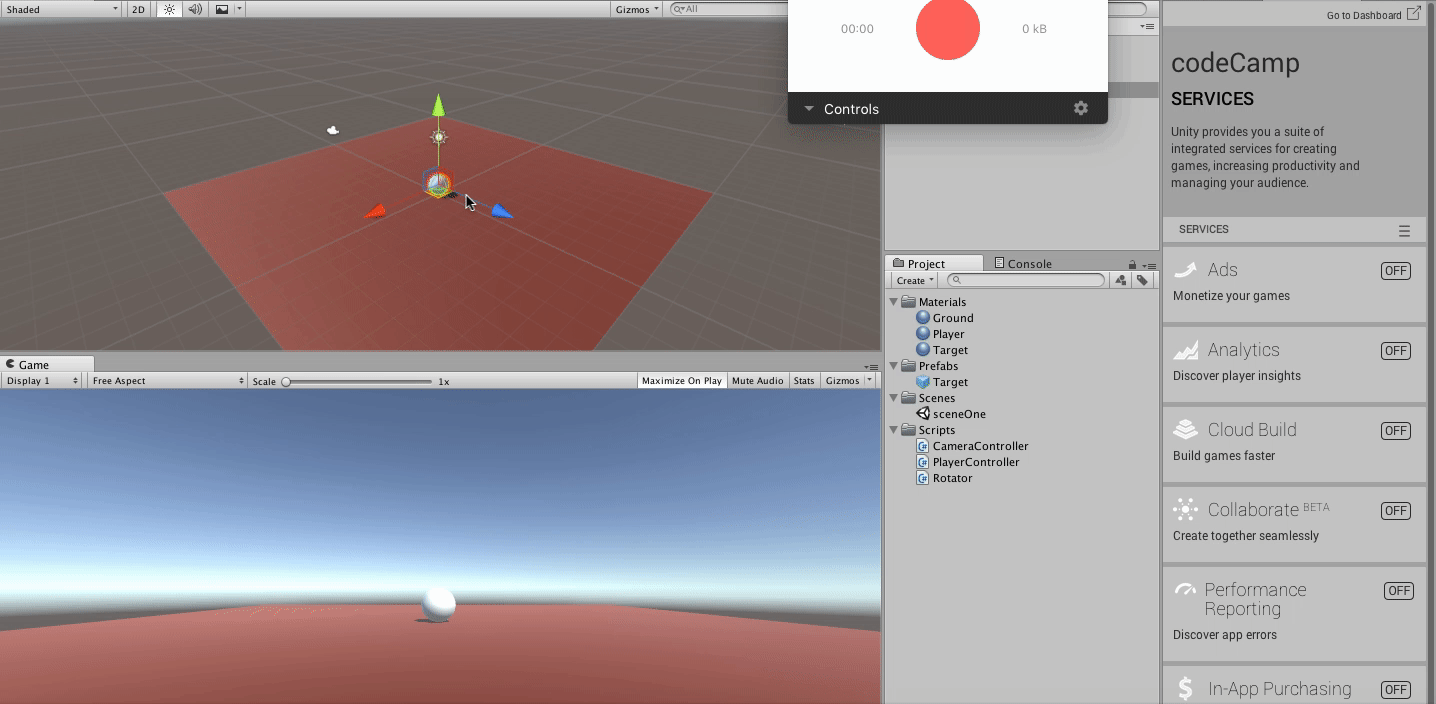 Shaded
2D
Gizmos
All
00:00
0 kB
Controls
Go to Dashboard
codeCamp
SERVICES
Unity provides you a suite of
integrated services for creating
games, increasing productivity and
managing your audience.
SERVICES
Ads
OFF
Monetize your games
Analytics
OFF
Discover player insights
Cloud Build
OFF
Build games faster
Collaborate BETA
OFF
Create together seamlessly
Performance
Reporting
OFF
Discover app errors
In-App Purchasing
OFF
Project
Console
Create
Materials
Ground
Player
Target
Prefabs
Target
Scenes
sceneOne
Scripts
CameraController
PlayerController
Rotator
Game
Display 1
Free Aspect
Scale
1x
Maximize On Play
Mute Audio
Stats
Gizmos